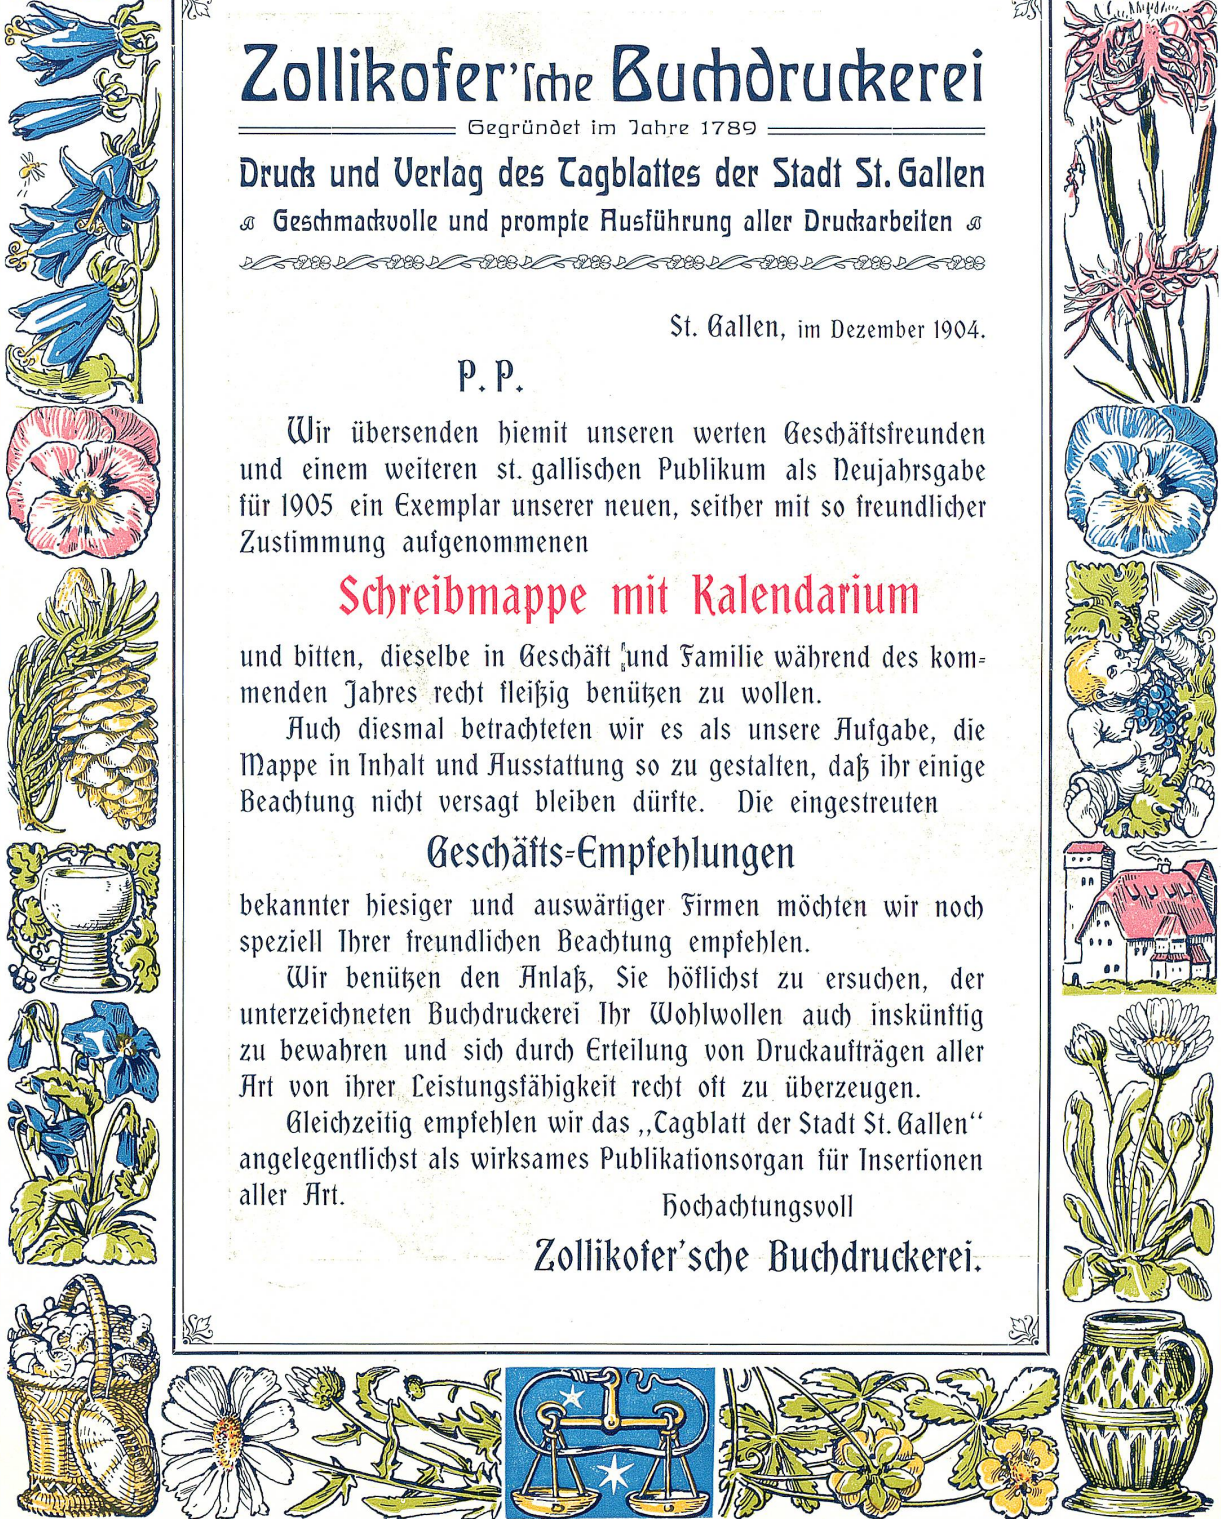 Zollikofer'sche Buchdruckerei
Gegründet im Jahre 1789
Druck und Verlag des Tagblattes der Stadt St. Gallen
Geschmackvolle und prompte Ausführung aller Druckarbeiten
St. Gallen, im Dezember 1904.
P. P.
Wir übersenden hiemit unseren werten Geschäftsfreunden
und einem weiteren st. gallischen Publikum als Neujahrsgabe
für 1905 ein Exemplar unserer neuen, seither mit so freundlicher
Zustimmung aufgenommenen
Schreibmappe mit Kalendarium
und bitten, dieselbe in Geschäft und Familie während des kom-
menden Jahres recht fleißig benützen zu wollen.
Auch diesmal betrachteten wir es als unsere Aufgabe, die
Mappe in Inhalt und Ausstattung so zu gestalten, daß ihr einige
Beachtung nicht versagt bleiben dürfte. Die eingestreuten
Geschäfts-Empfehlungen
bekannter hiesiger und auswärtiger Firmen möchten wir noch
speziell Ihrer freundlichen Beachtung empfehlen.
Wir benützen den Anlaß, Sie höflichst zu ersuchen, der
unterzeichneten Buchdruckerei Ihr Wohlwollen auch inskünftig
zu bewahren und sich durch Erteilung von Druckaufträgen aller
Art von ihrer Leistungsfähigkeit recht oft zu überzeugen.
Gleichzeitig empfehlen wir das „Tagblatt der Stadt St. Gallen“
angelegentlichst als wirksames Publikationsorgan für Insertionen
aller Art.
Hochachtungsvoll
Zollikofer'sche Buchdruckerei.